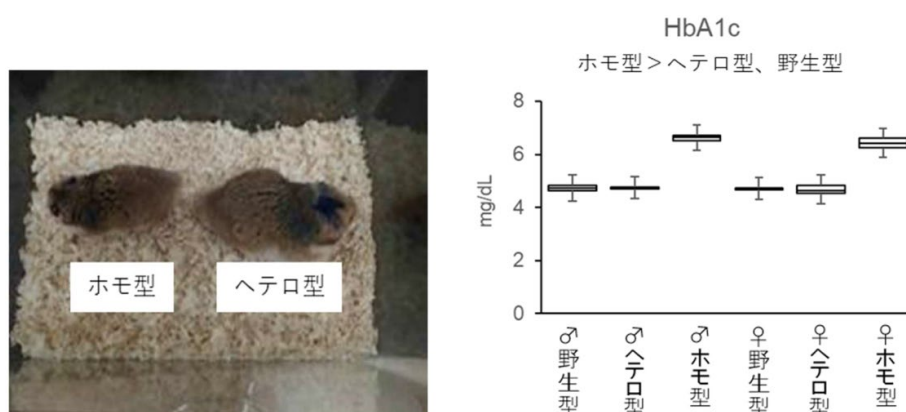 ホモ型
ヘテロ型
HbA1c
ホモ型＞ヘテロ型、野生型
mg/dL
8
6
4
2
0
♂野生型
♂ヘテロ型
♂ホモ型
♀野生型
♀ヘテロ型
♀ホモ型